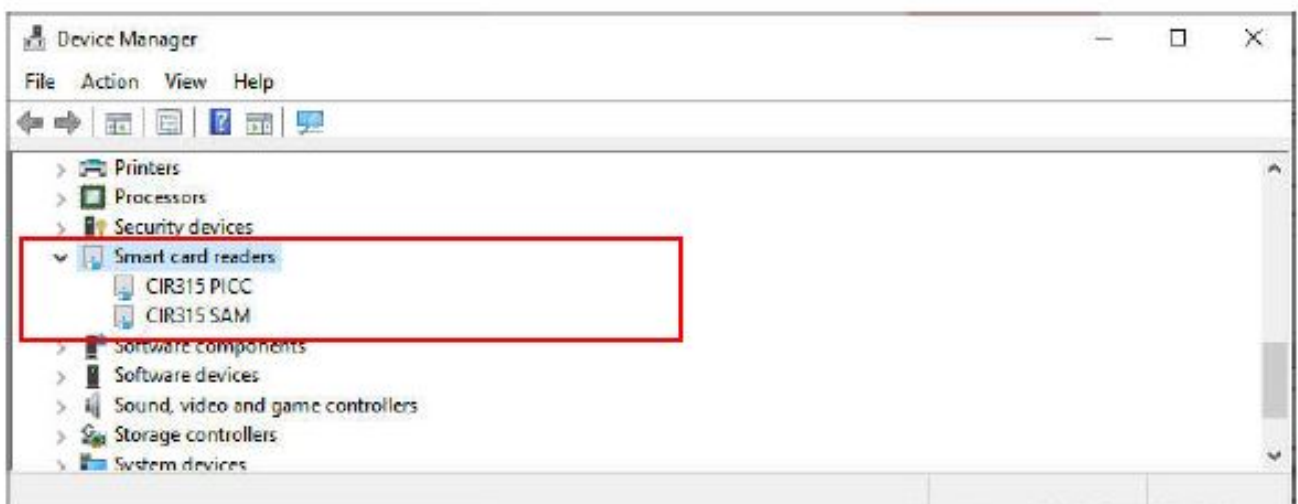 Device Manager
File Action View Help
Printers
Processors
Security devices
Smart card readers
CIR315 PICC
CIR315 SAM
Software components
Software devices
Sound, video and game controllers
Storage controllers
System devices